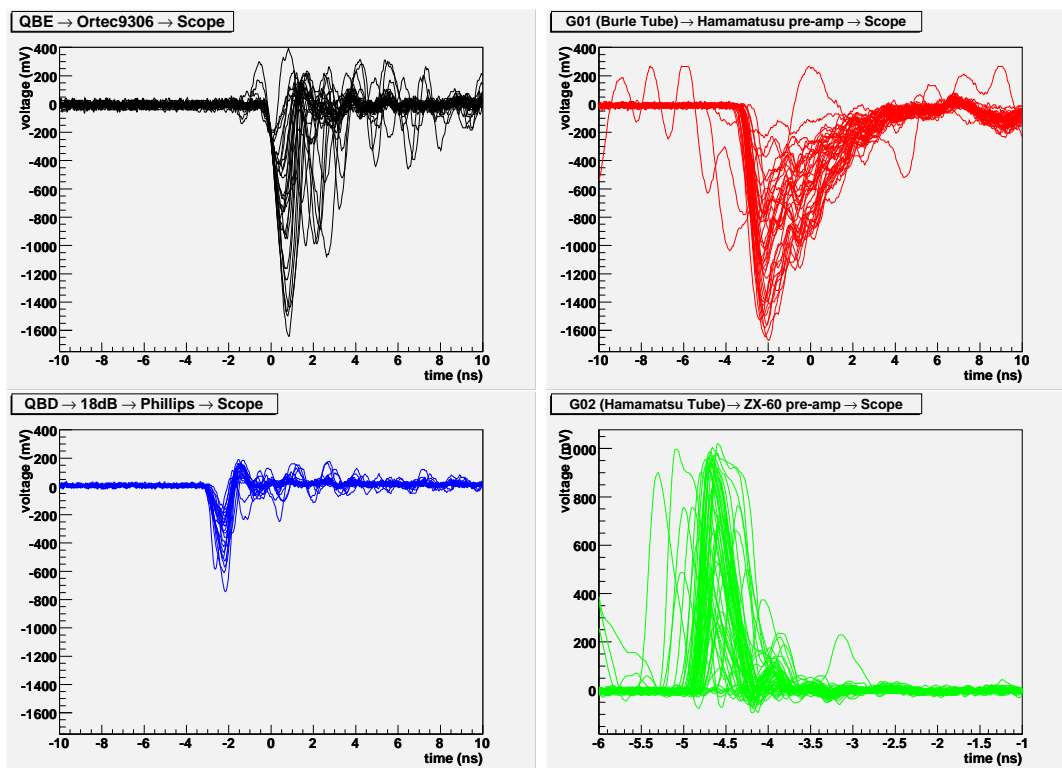 QBE → Ortec9306 → Scope
voltage (mV)
400
200
0
-200
-400
-600
-800
-1000
-1200
-1400
-1600
-10 -8 -6 -4 -2 0 2 4 6 8 10
time (ns)
G01 (Burle Tube) → Hamamatusu pre-amp → Scope
voltage (mV)
400
200
0
-200
-400
-600
-800
-1000
-1200
-1400
-1600
-10 -8 -6 -4 -2 0 2 4 6 8 10
time (ns)
QBD → 18dB → Phillips → Scope
voltage (mV)
400
200
0
-200
-400
-600
-800
-1000
-1200
-1400
-1600
-10 -8 -6 -4 -2 0 2 4 6 8 10
time (ns)
G02 (Hamamatsu Tube) → ZX-60 pre-amp → Scope
voltage (mV)
1000
800
600
400
200
0
-6 -5.5 -5 -4.5 -4 -3.5 -3 -2.5 -2 -1.5 -1
time (ns)